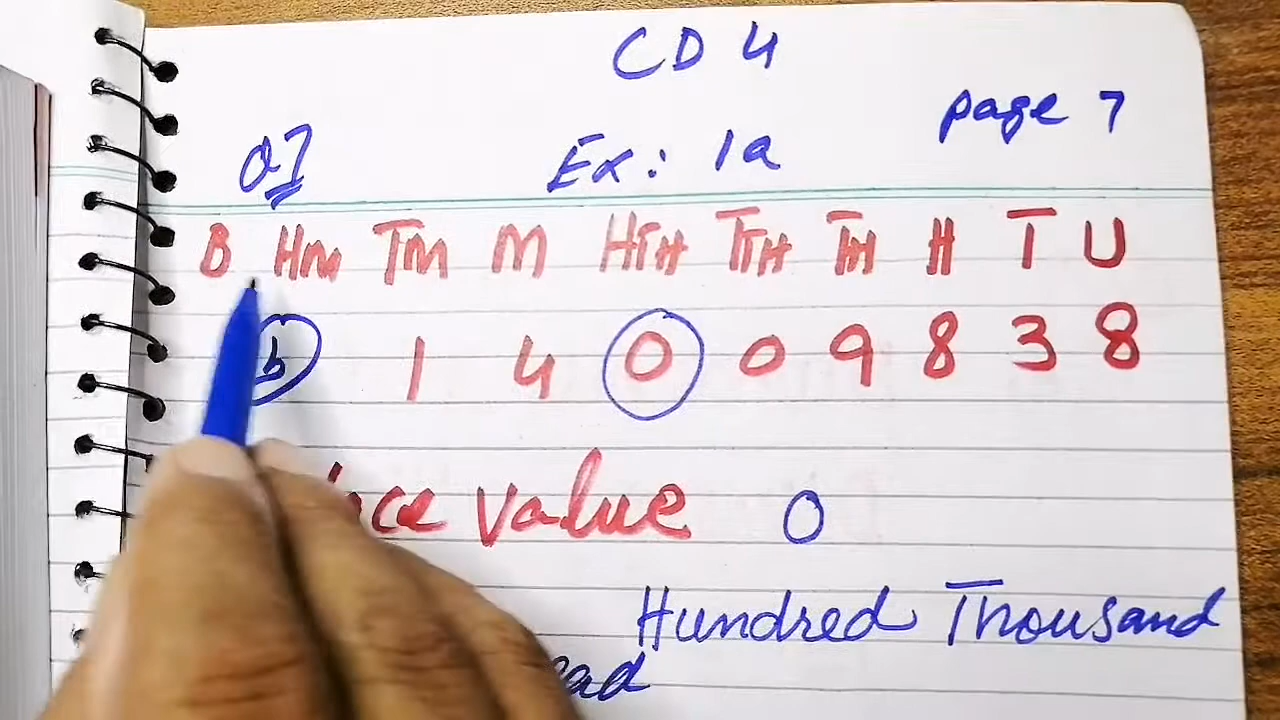 CD 4
page 7
Q1 Ex: 1a
B HM TM M HTH TTH TH H T U
b 1 4 0 0 9 8 3 8
Value 0
Hundred Thousand